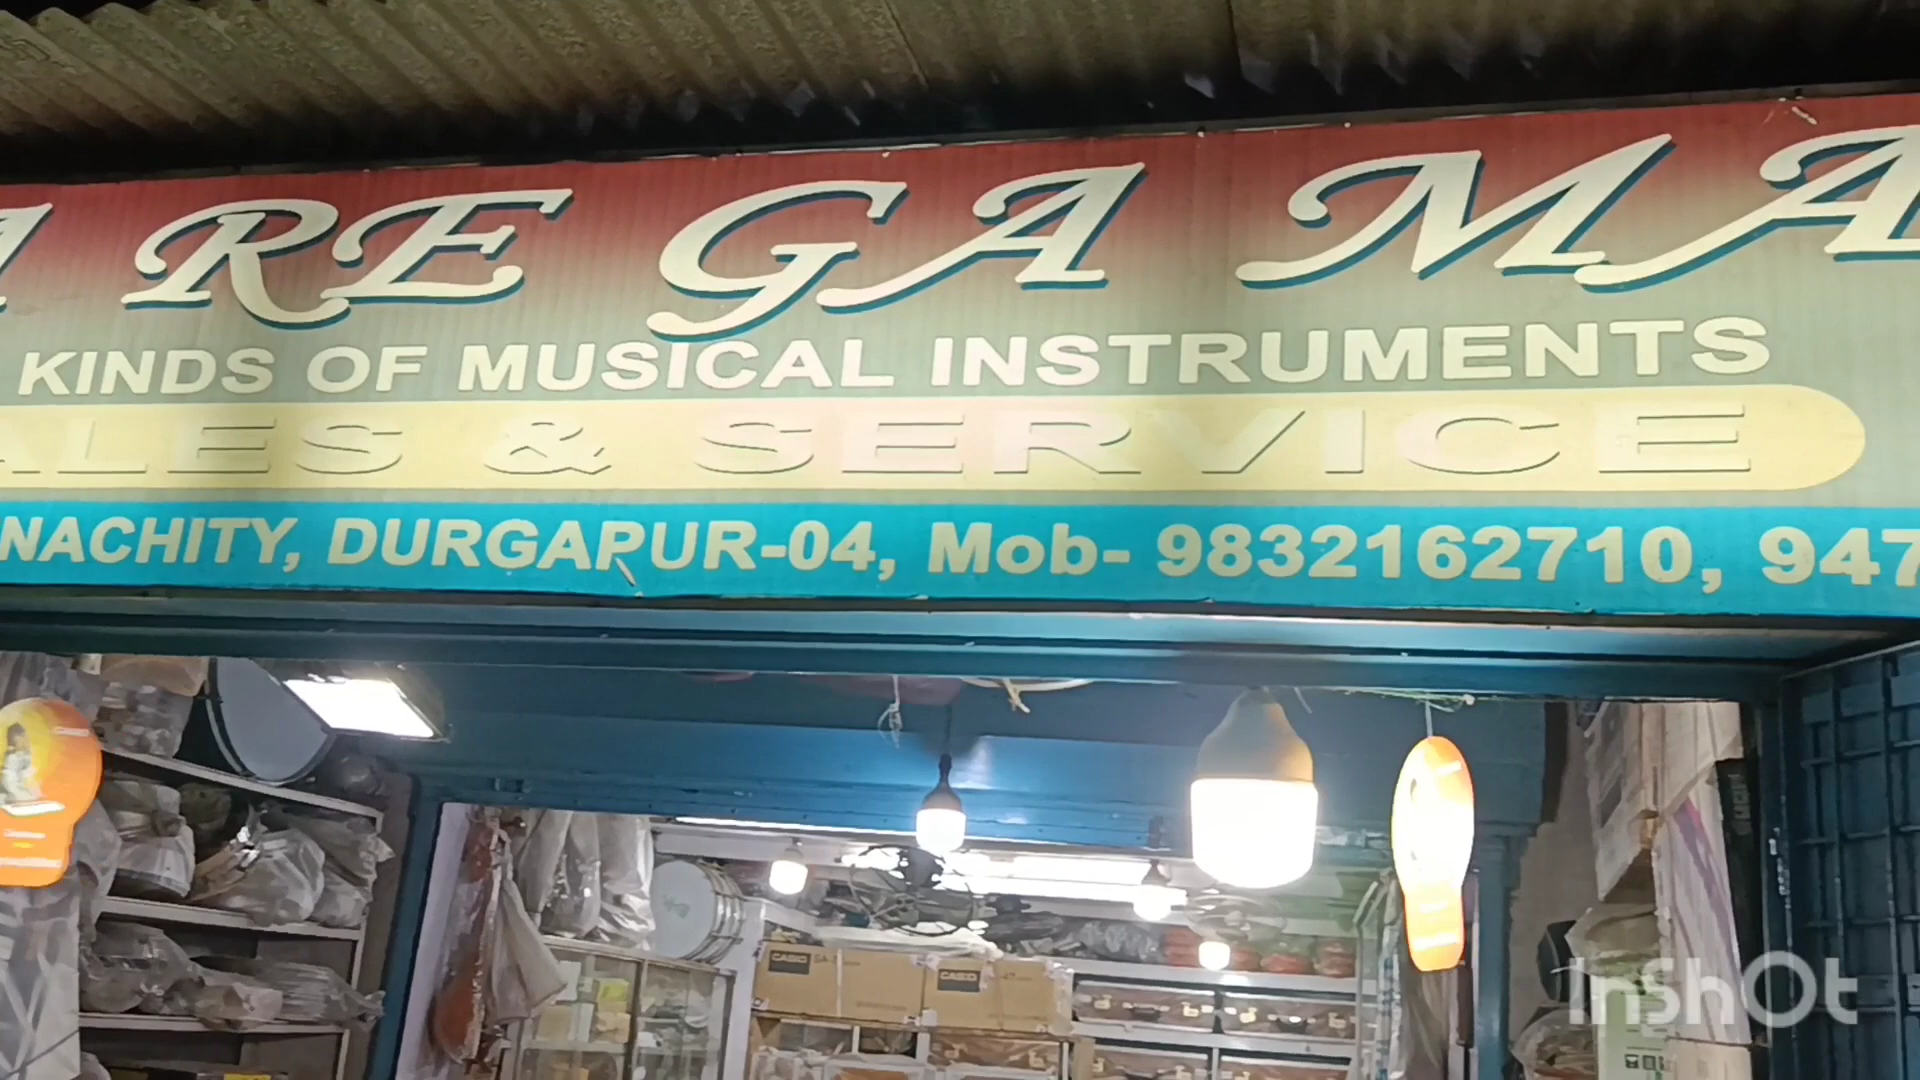 RE GA MA
KINDS OF MUSICAL INSTRUMENTS
ALES & SERVICE
NACHITY, DURGAPUR-04, Mob- 9832162710, 947
CASIO
CASIO
InShOt